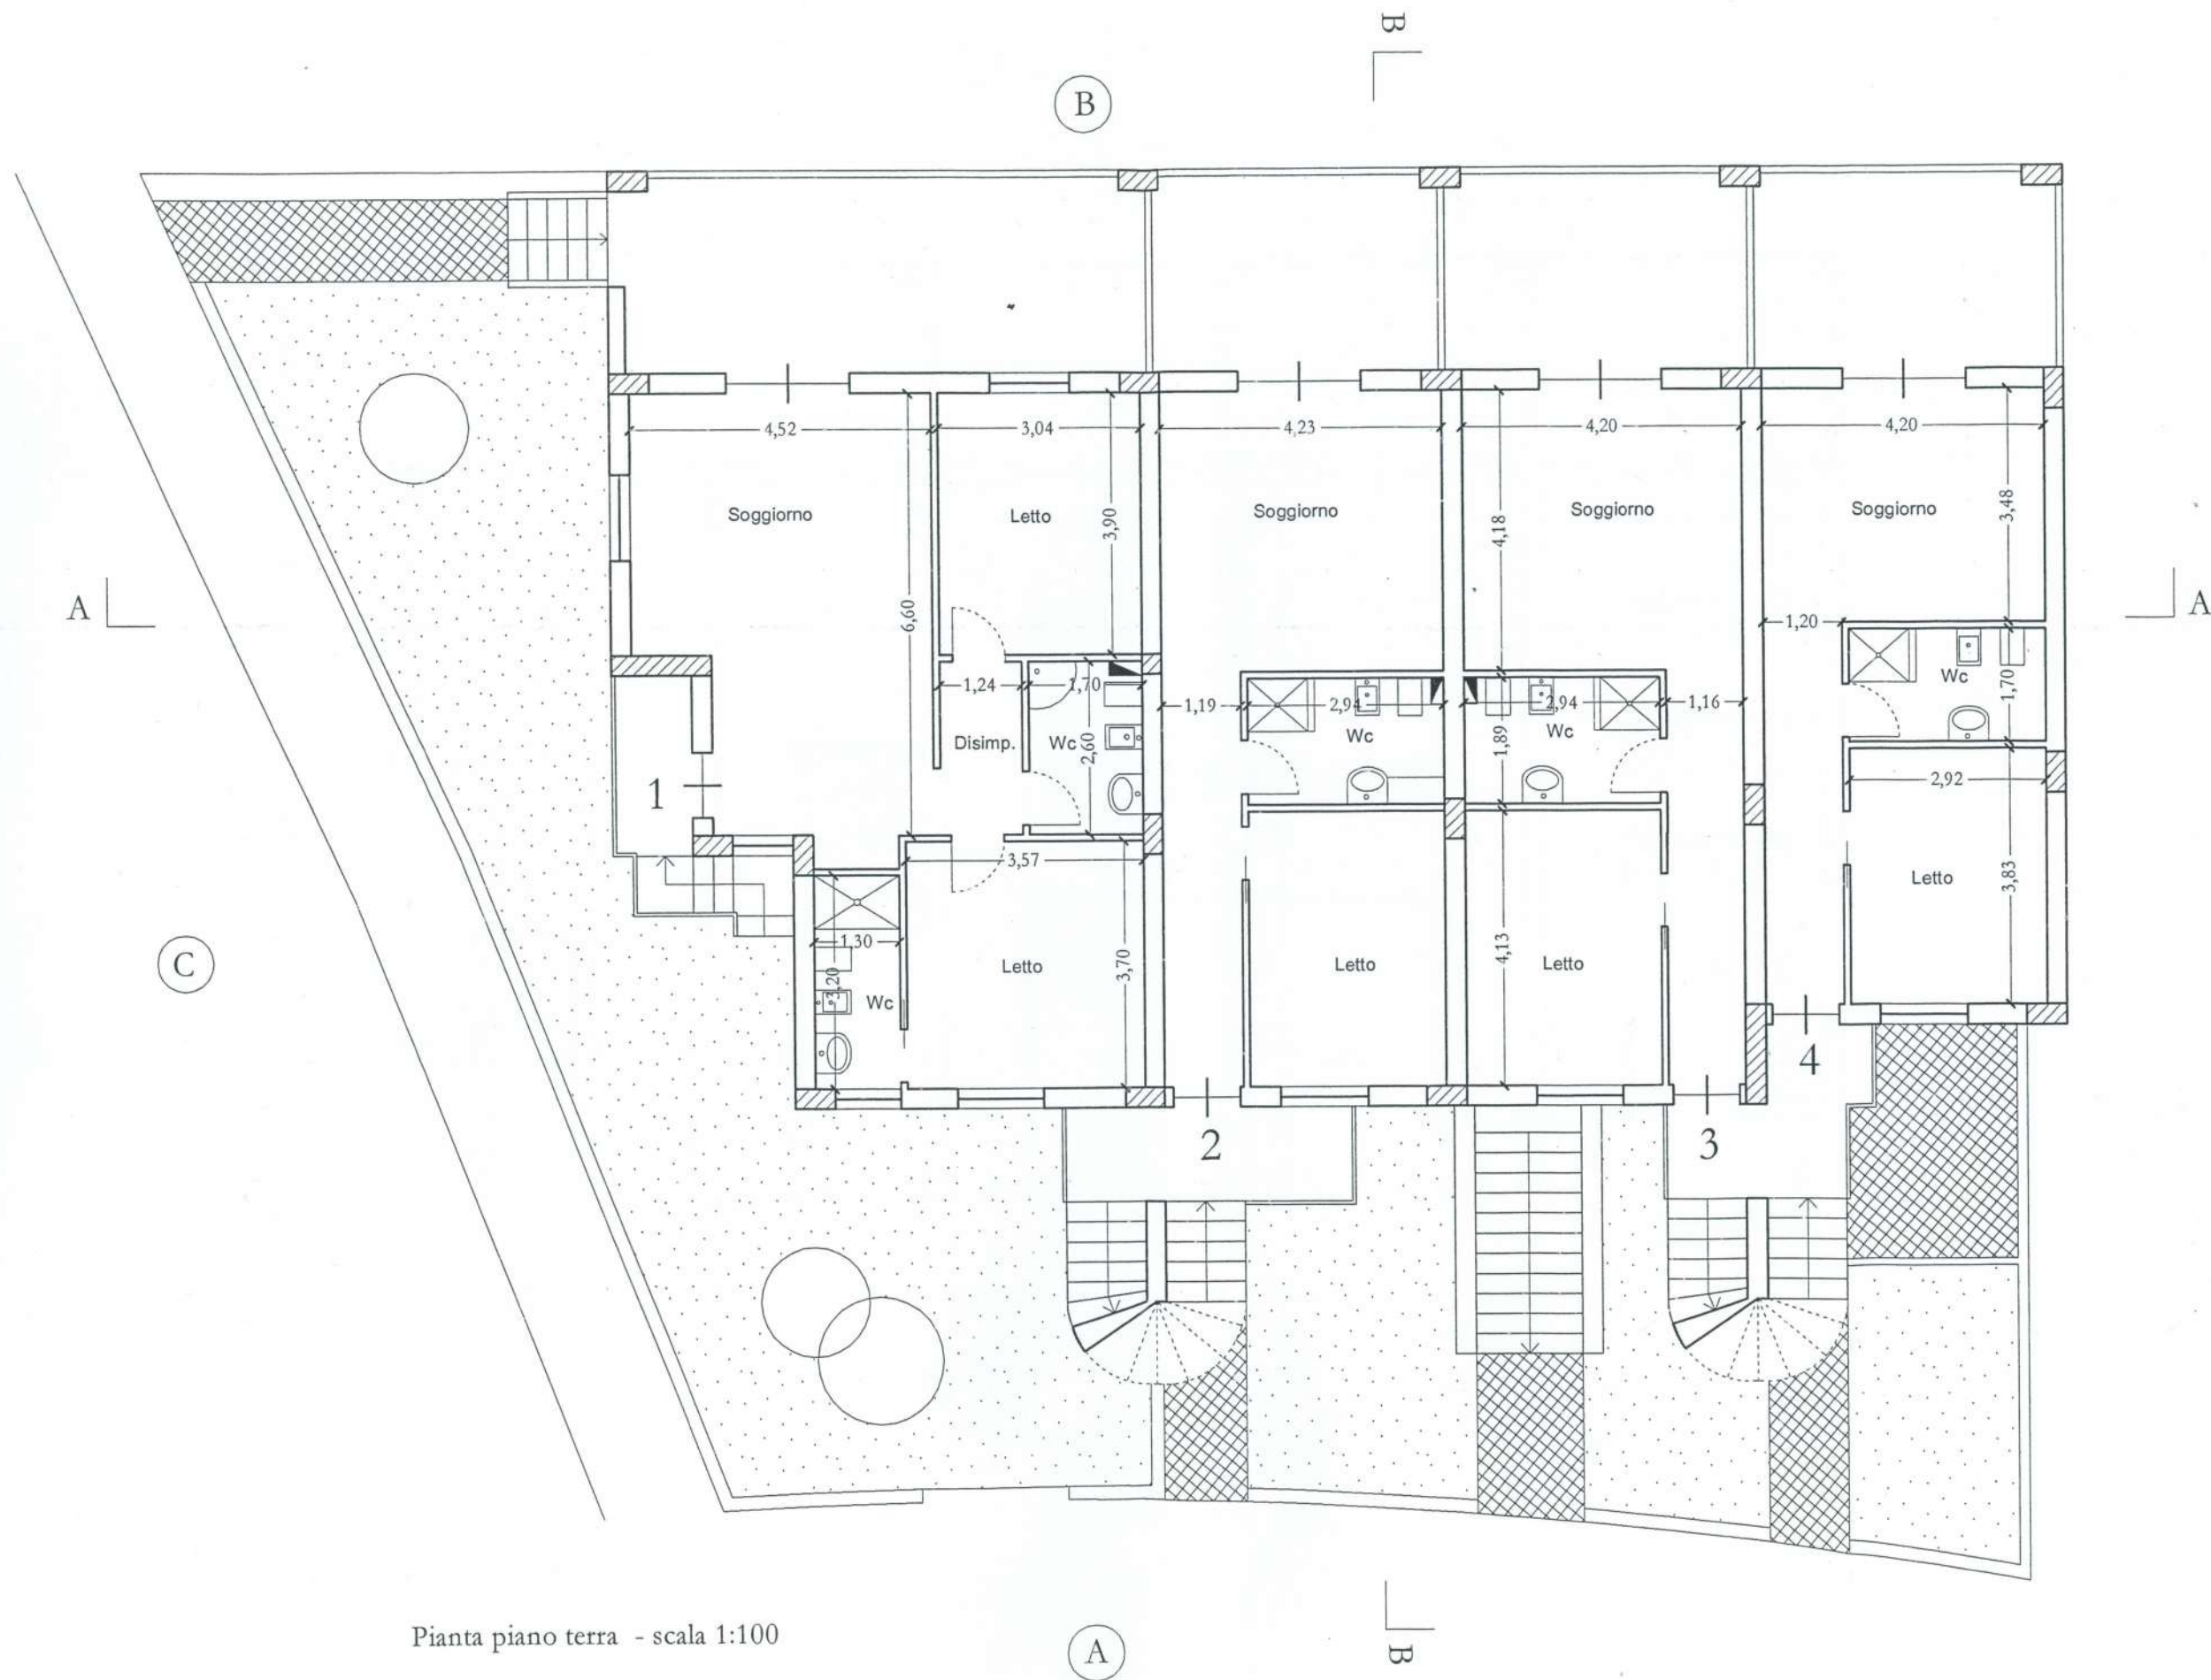 B
B
4,52
3,04
4,23
4,20
4,20
Soggiorno
Letto
3,90
Soggiorno
4,18
Soggiorno
Soggiorno
3,48
A
6,60
1,20
A
1,24
1,70
1,19
2,94
2,94
1,16
Wc
1,70
Disimp.
Wc
2,60
Wc
1,89
Wc
1
2,92
3,57
Letto
3,83
C
1,30
3,20
Wc
Letto
3,70
Letto
4,13
Letto
2
3
4
Pianta piano terra - scala 1:100
A
B